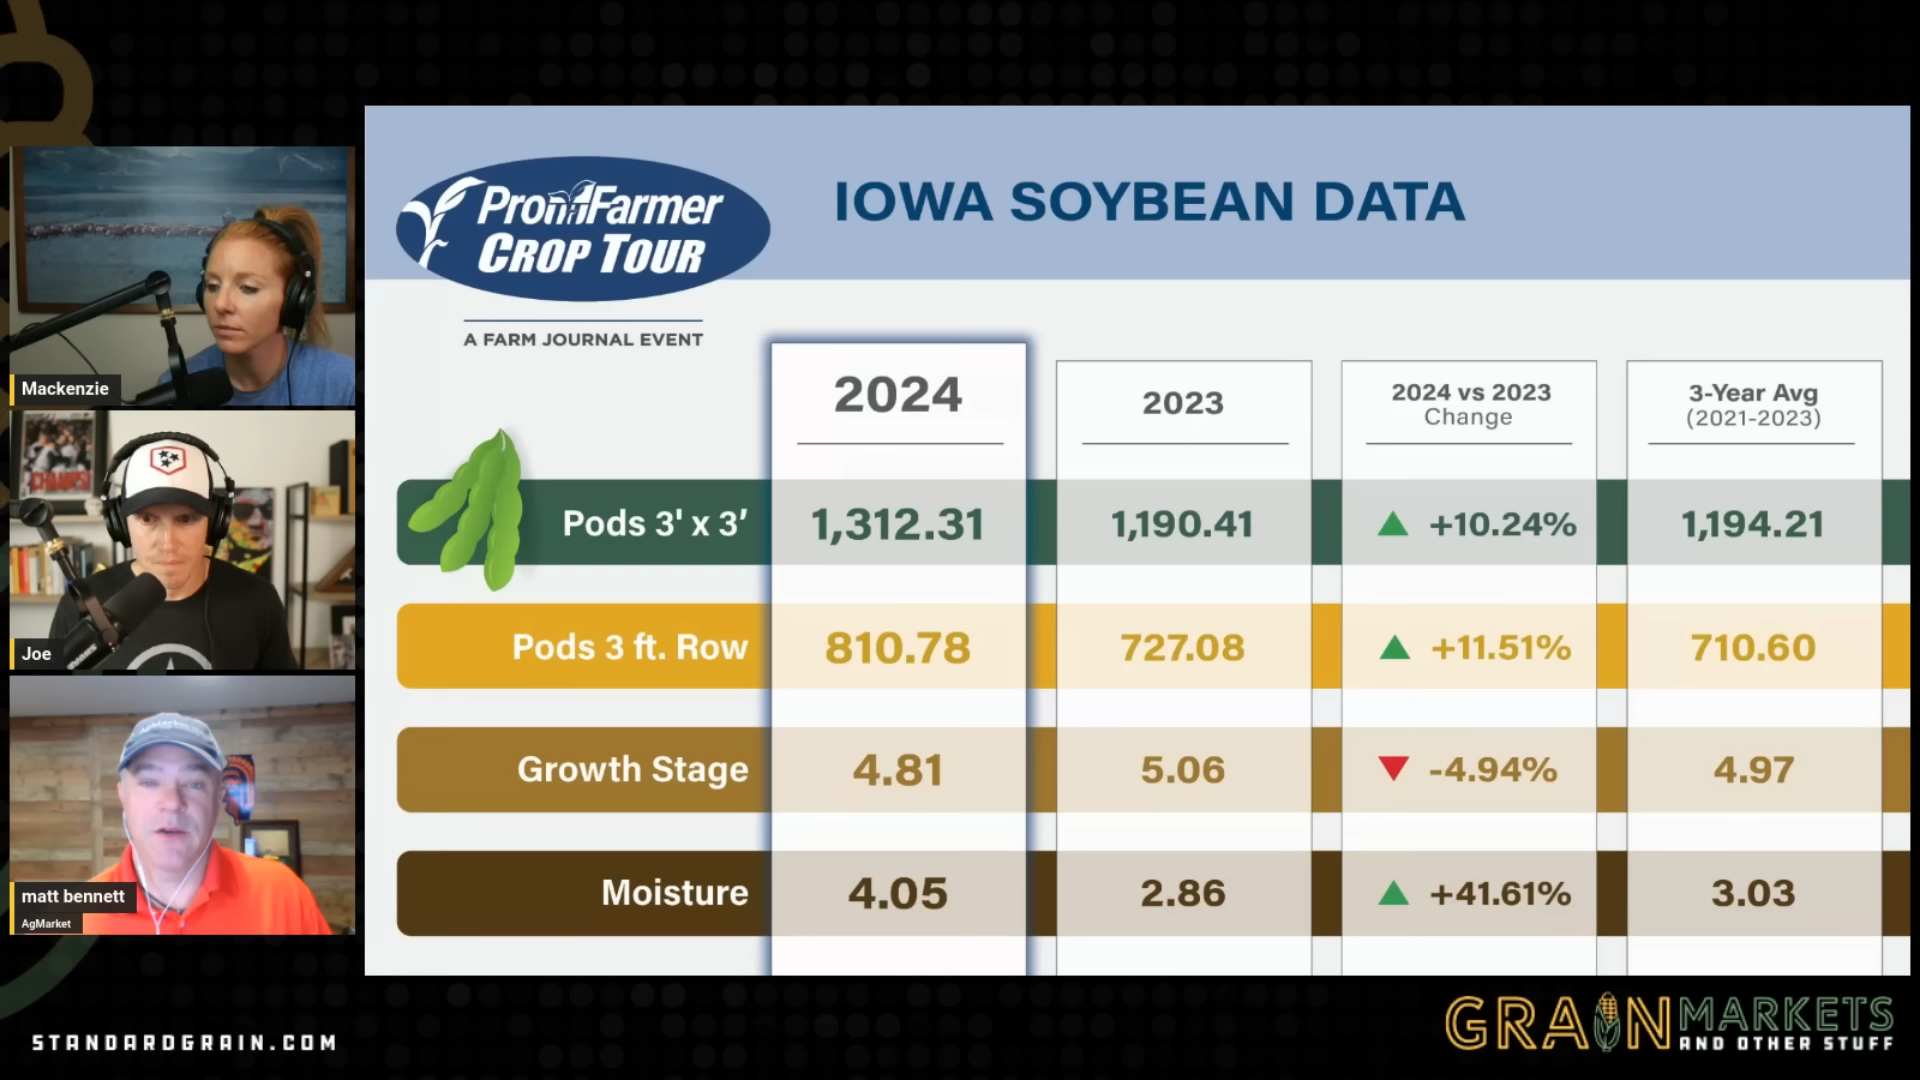 Mackenzie
CHAMPS!
Joe
matt bennett
AgMarket
ProFarmer
CROP TOUR
A FARM JOURNAL EVENT
IOWA SOYBEAN DATA
2024
2023
2024 vs 2023
Change
3-Year Avg
(2021-2023)
Pods 3' x 3’ 1,312.31 1,190.41 +10.24% 1,194.21
Pods 3 ft. Row 810.78 727.08 +11.51% 710.60
Growth Stage 4.81 5.06 -4.94% 4.97
Moisture 4.05 2.86 +41.61% 3.03
STANDARDGRAIN.COM
GRAIN MARKETS
AND OTHER STUFF